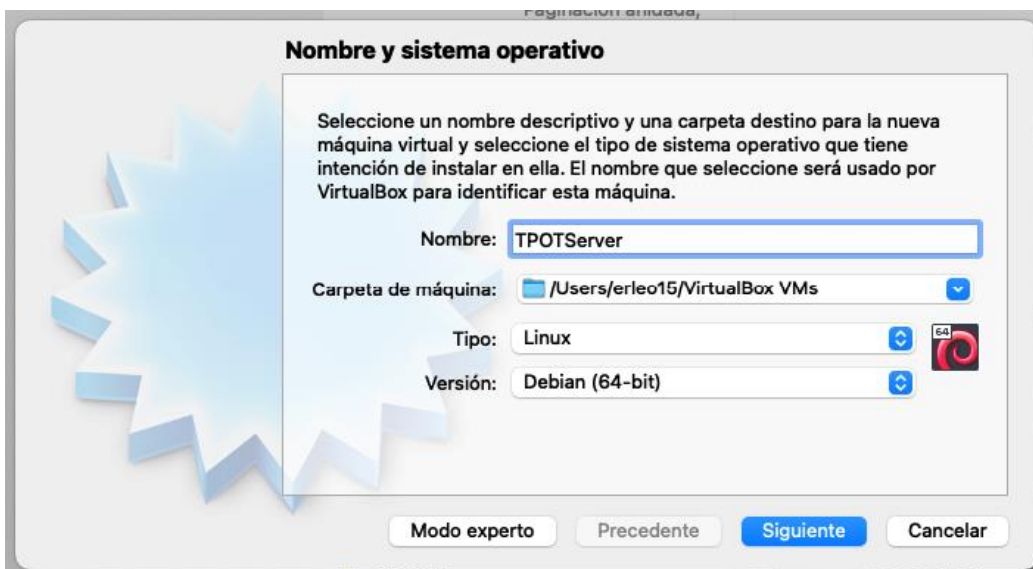 Paginación anidada,
Nombre y sistema operativo
Seleccione un nombre descriptivo y una carpeta destino para la nueva
máquina virtual y seleccione el tipo de sistema operativo que tiene
intención de instalar en ella. El nombre que seleccione será usado por
VirtualBox para identificar esta máquina.
Nombre: TPOTServer
Carpeta de máquina: /Users/erleo15/VirtualBox VMs
Tipo: Linux
64
Versión: Debian (64-bit)
Modo experto Precedente Siguiente Cancelar